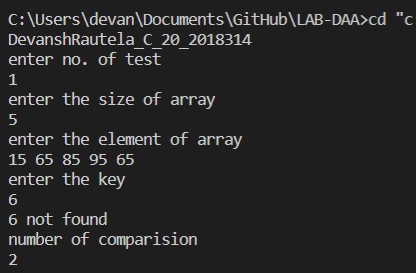 C:\Users\devan\Documents\GitHub\LAB-DAA>cd "c
DevanshRautela_C_20_2018314
enter no. of test
1
enter the size of array
5
enter the element of array
15 65 85 95 65
enter the key
6
6 not found
number of comparision
2